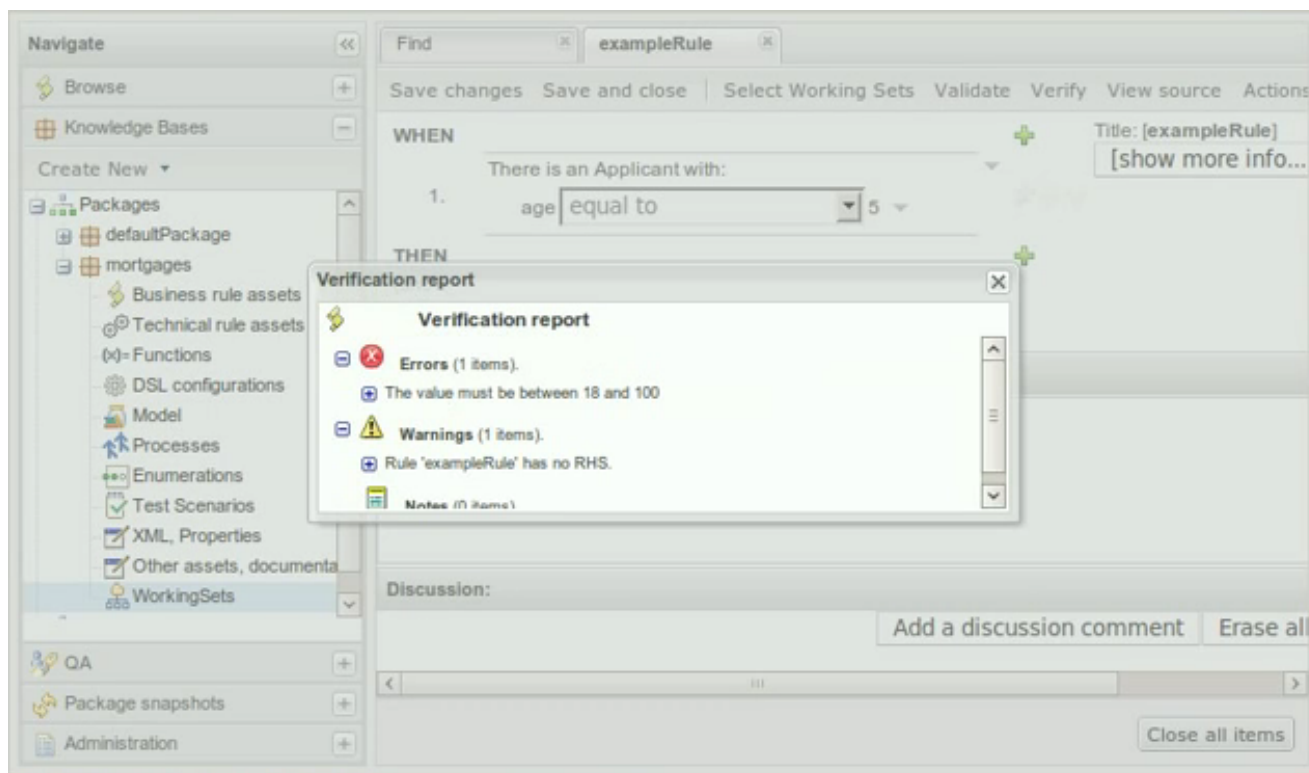 Navigate
Browse
Knowledge Bases
Create New
Packages
defaultPackage
mortgages
Business rule assets
Technical rule assets
(x)= Functions
DSL configurations
Model
Processes
Enumerations
Test Scenarios
XML, Properties
Other assets, documenta
WorkingSets
QA
Package snapshots
Administration
Find exampleRule
Save changes Save and close Select Working Sets Validate Verify View source Actions
WHEN
Title: [exampleRule]
[show more info...
There is an Applicant with:
1. age equal to 5
THEN
Verification report
Verification report
Errors (1 items).
The value must be between 18 and 100
Warnings (1 items).
Rule 'exampleRule' has no RHS.
Notes (0 items)
Discussion:
Add a discussion comment Erase all
Close all items